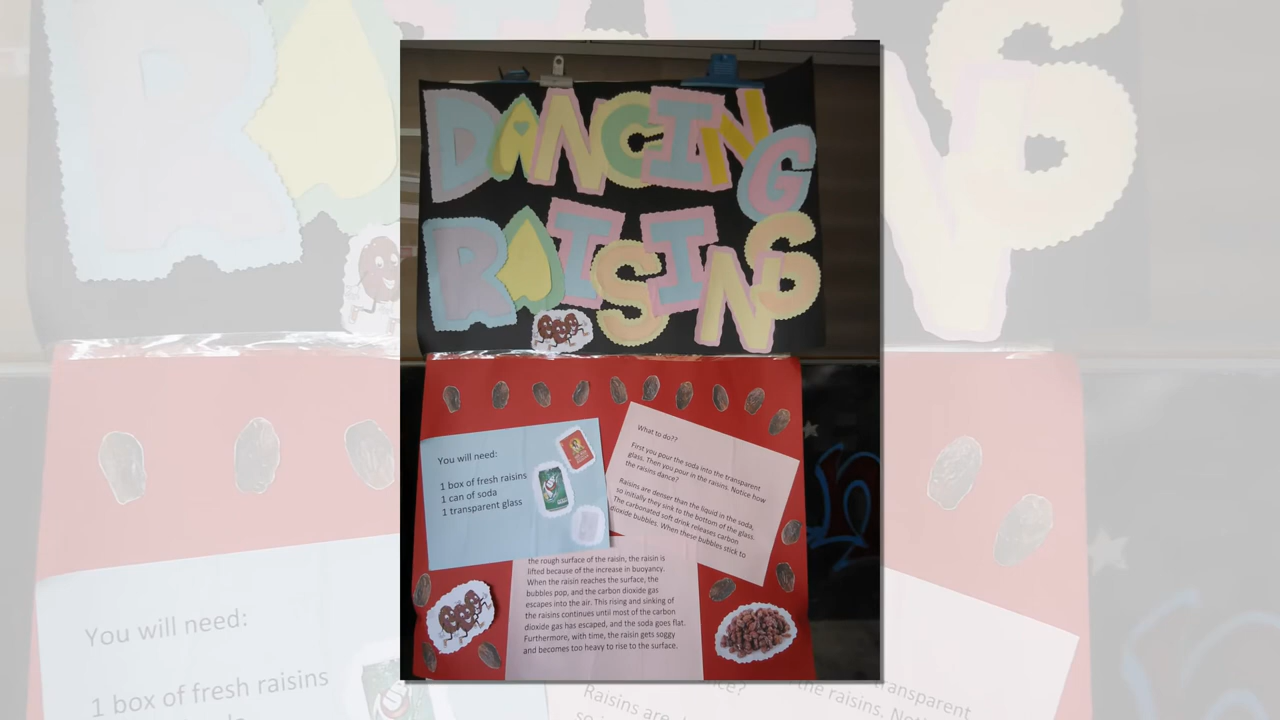 DANCING
RAISINS
You will need:
1 box of fresh raisins
1 can of soda
1 transparent glass
What to do??
First you pour the soda into the transparent
glass. Then you pour in the raisins. Notice how
the raisins dance?
Raisins are denser than the liquid in the soda,
so initially they sink to the bottom of the glass.
The carbonated soft drink releases carbon
dioxide bubbles. When these bubbles stick to
the rough surface of the raisin, the raisin is
lifted because of the increase in buoyancy.
When the raisin reaches the surface, the
bubbles pop, and the carbon dioxide gas
escapes into the air. This rising and sinking of
the raisins continues until most of the carbon
dioxide gas has escaped, and the soda goes flat.
Furthermore, with time, the raisin gets soggy
and becomes too heavy to rise to the surface.